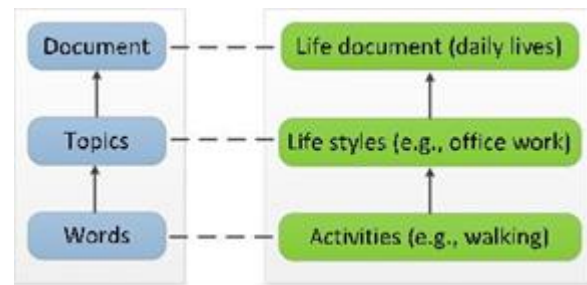 Document
Life document (daily lives)
Topics
Life styles (e.g., office work)
Words
Activities (e.g., walking)